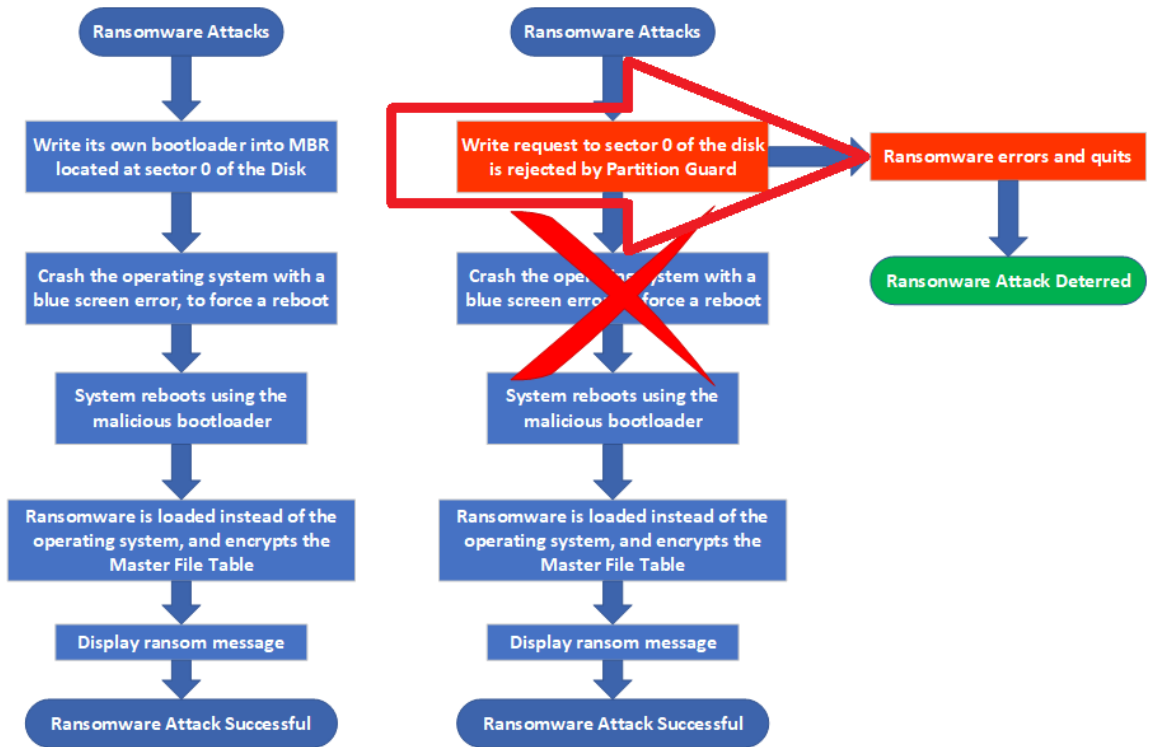 Ransomware Attacks
Write its own bootloader into MBR
located at sector 0 of the Disk
Crash the operating system with a
blue screen error, to force a reboot
System reboots using the
malicious bootloader
Ransomware is loaded instead of the
operating system, and encrypts the
Master File Table
Display ransom message
Ransomware Attack Successful
Ransomware Attacks
Write request to sector 0 of the disk
is rejected by Partition Guard
Crash the operating system with a
blue screen error, to force a reboot
System reboots using the
malicious bootloader
Ransomware is loaded instead of the
operating system, and encrypts the
Master File Table
Display ransom message
Ransomware Attack Successful
Ransomware errors and quits
Ransonware Attack Deterred